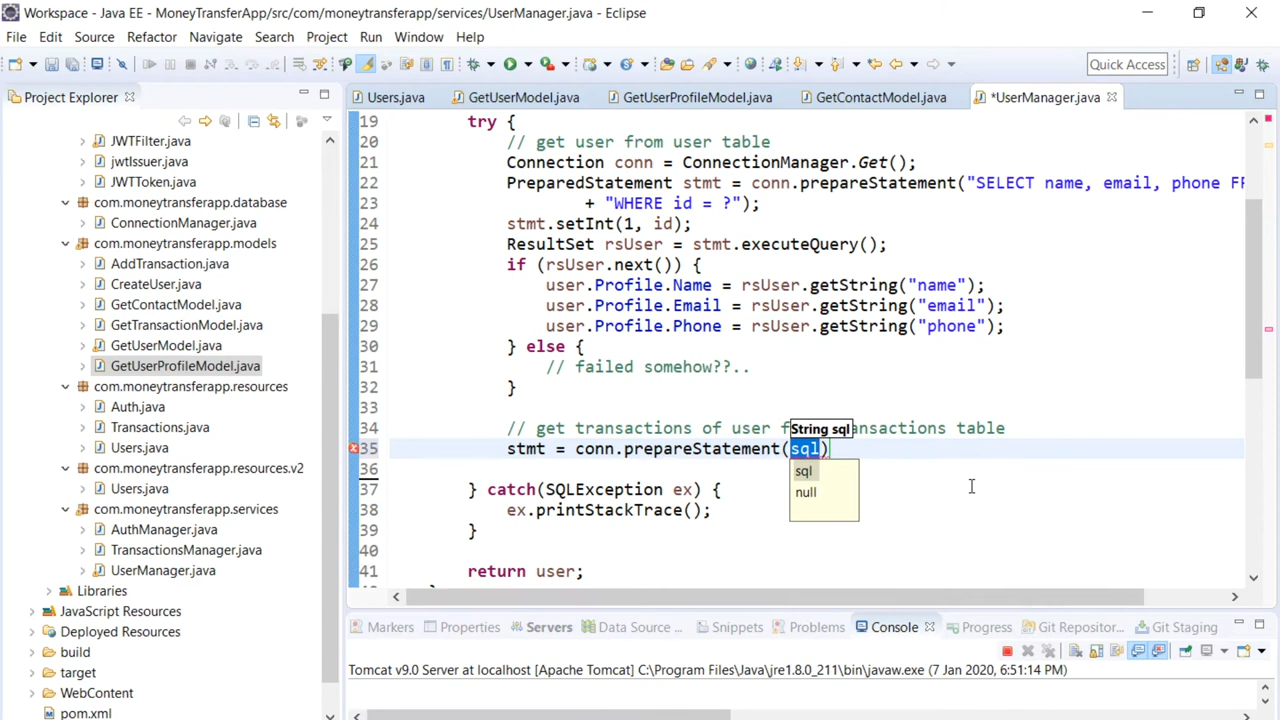 Workspace - Java EE - MoneyTransferApp/src/com/moneytransferapp/services/UserManager.java - Eclipse
File Edit Source Refactor Navigate Search Project Run Window Help
Quick Access
Project Explorer
Users.java GetUserModel.java GetUserProfileModel.java GetContactModel.java *UserManager.java
JWTFilter.java
jwtIssuer.java
JWTToken.java
com.moneytransferapp.database
ConnectionManager.java
com.moneytransferapp.models
AddTransaction.java
CreateUser.java
GetContactModel.java
GetTransactionModel.java
GetUserModel.java
GetUserProfileModel.java
com.moneytransferapp.resources
Auth.java
Transactions.java
Users.java
com.moneytransferapp.resources.v2
Users.java
com.moneytransferapp.services
AuthManager.java
TransactionsManager.java
UserManager.java
Libraries
JavaScript Resources
Deployed Resources
build
target
WebContent
pom.xml
19 try {
20 // get user from user table
21 Connection conn = ConnectionManager.Get();
22 PreparedStatement stmt = conn.prepareStatement("SELECT name, email, phone FR
23 + "WHERE id = ?");
24 stmt.setInt(1, id);
25 ResultSet rsUser = stmt.executeQuery();
26 if (rsUser.next()) {
27 user.Profile.Name = rsUser.getString("name");
28 user.Profile.Email = rsUser.getString("email");
29 user.Profile.Phone = rsUser.getString("phone");
30 } else {
31 // failed somehow??..
32 }
33
34 // get transactions of user f ansactions table
String sql
35 stmt = conn.prepareStatement(sql)
sql
null
36
37 } catch(SQLException ex) {
38 ex.printStackTrace();
39 }
40
41 return user;
Markers Properties Servers Data Source ... Snippets Problems Console Progress Git Repositor... Git Staging
Tomcat v9.0 Server at localhost [Apache Tomcat] C:\Program Files\Java\jre1.8.0_211\bin\javaw.exe (7 Jan 2020, 6:51:14 PM)